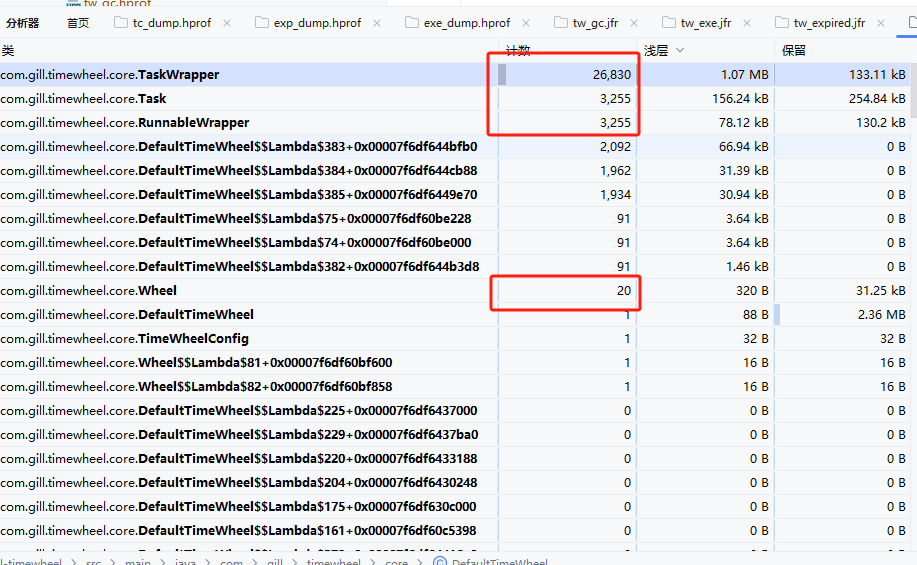 tw_gc.hprof
分析器 首页 tc_dump.hprof × exp_dump.hprof × exe_dump.hprof × tw_gc.jfr × tw_exe.jfr × tw_expired.jfr ×
类 计数 浅层 保留
com.gill.timewheel.core.TaskWrapper 26,830 1.07 MB 133.11 kB
com.gill.timewheel.core.Task 3,255 156.24 kB 254.84 kB
com.gill.timewheel.core.RunnableWrapper 3,255 78.12 kB 130.2 kB
com.gill.timewheel.core.DefaultTimeWheel$$Lambda$383+0x00007f6df644bfb0 2,092 66.94 kB 0 B
com.gill.timewheel.core.DefaultTimeWheel$$Lambda$384+0x00007f6df644cb88 1,962 31.39 kB 0 B
com.gill.timewheel.core.DefaultTimeWheel$$Lambda$385+0x00007f6df6449e70 1,934 30.94 kB 0 B
com.gill.timewheel.core.DefaultTimeWheel$$Lambda$75+0x00007f6df60be228 91 3.64 kB 0 B
com.gill.timewheel.core.DefaultTimeWheel$$Lambda$74+0x00007f6df60be000 91 3.64 kB 0 B
com.gill.timewheel.core.DefaultTimeWheel$$Lambda$382+0x00007f6df644b3d8 91 1.46 kB 0 B
com.gill.timewheel.core.Wheel 20 320 B 31.25 kB
com.gill.timewheel.core.DefaultTimeWheel 1 88 B 2.36 MB
com.gill.timewheel.core.TimeWheelConfig 1 32 B 32 B
com.gill.timewheel.core.Wheel$$Lambda$81+0x00007f6df60bf600 1 16 B 16 B
com.gill.timewheel.core.Wheel$$Lambda$82+0x00007f6df60bf858 1 16 B 16 B
com.gill.timewheel.core.DefaultTimeWheel$$Lambda$225+0x00007f6df6437000 0 0 B 0 B
com.gill.timewheel.core.DefaultTimeWheel$$Lambda$229+0x00007f6df6437ba0 0 0 B 0 B
com.gill.timewheel.core.DefaultTimeWheel$$Lambda$220+0x00007f6df6433188 0 0 B 0 B
com.gill.timewheel.core.DefaultTimeWheel$$Lambda$204+0x00007f6df6430248 0 0 B 0 B
com.gill.timewheel.core.DefaultTimeWheel$$Lambda$175+0x00007f6df630c000 0 0 B 0 B
com.gill.timewheel.core.DefaultTimeWheel$$Lambda$161+0x00007f6df60c5398 0 0 B 0 B
l-timewheel > src > main > java > com > gill > timewheel > core > DefaultTimeWheel